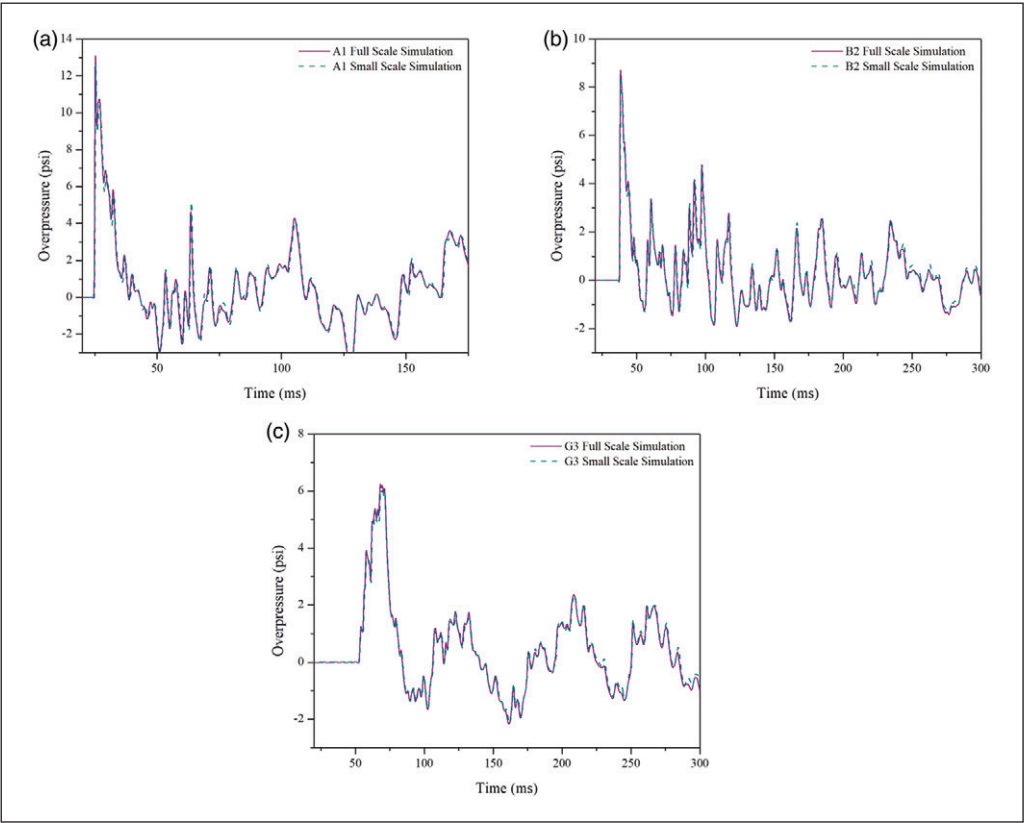 (a)
14
12
10
8
6
4
2
0
-2
Overpressure (psi)
A1 Full Scale Simulation
A1 Small Scale Simulation
50 100 150
Time (ms)
(b)
10
8
6
4
2
0
-2
Overpressure (psi)
B2 Full Scale Simulation
B2 Small Scale Simulation
50 100 150 200 250 300
Time (ms)
(c)
8
6
4
2
0
-2
Overpressure (psi)
G3 Full Scale Simulation
G3 Small Scale Simulation
50 100 150 200 250 300
Time (ms)